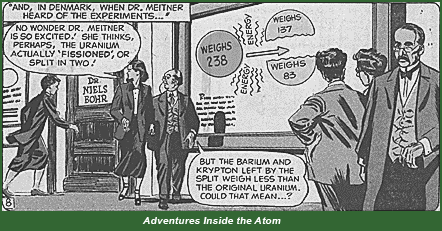 "AND, IN DENMARK, WHEN DR. MEITNER
HEARD OF THE EXPERIMENTS..."
NO WONDER DR. MEITNER
IS SO EXCITED! SHE THINKS,
PERHAPS, THE URANIUM
ACTUALLY 'FISSIONED', OR
SPLIT IN TWO!
DR
NIELS
BOHR
WEIGHS
238
ENERGY
ENERGY
WEIGHS
137
WEIGHS
83
BUT THE BARIUM AND
KRYPTON LEFT BY THE
SPLIT WEIGH LESS THAN
THE ORIGINAL URANIUM.
COULD THAT MEAN...?
8
Adventures Inside the Atom